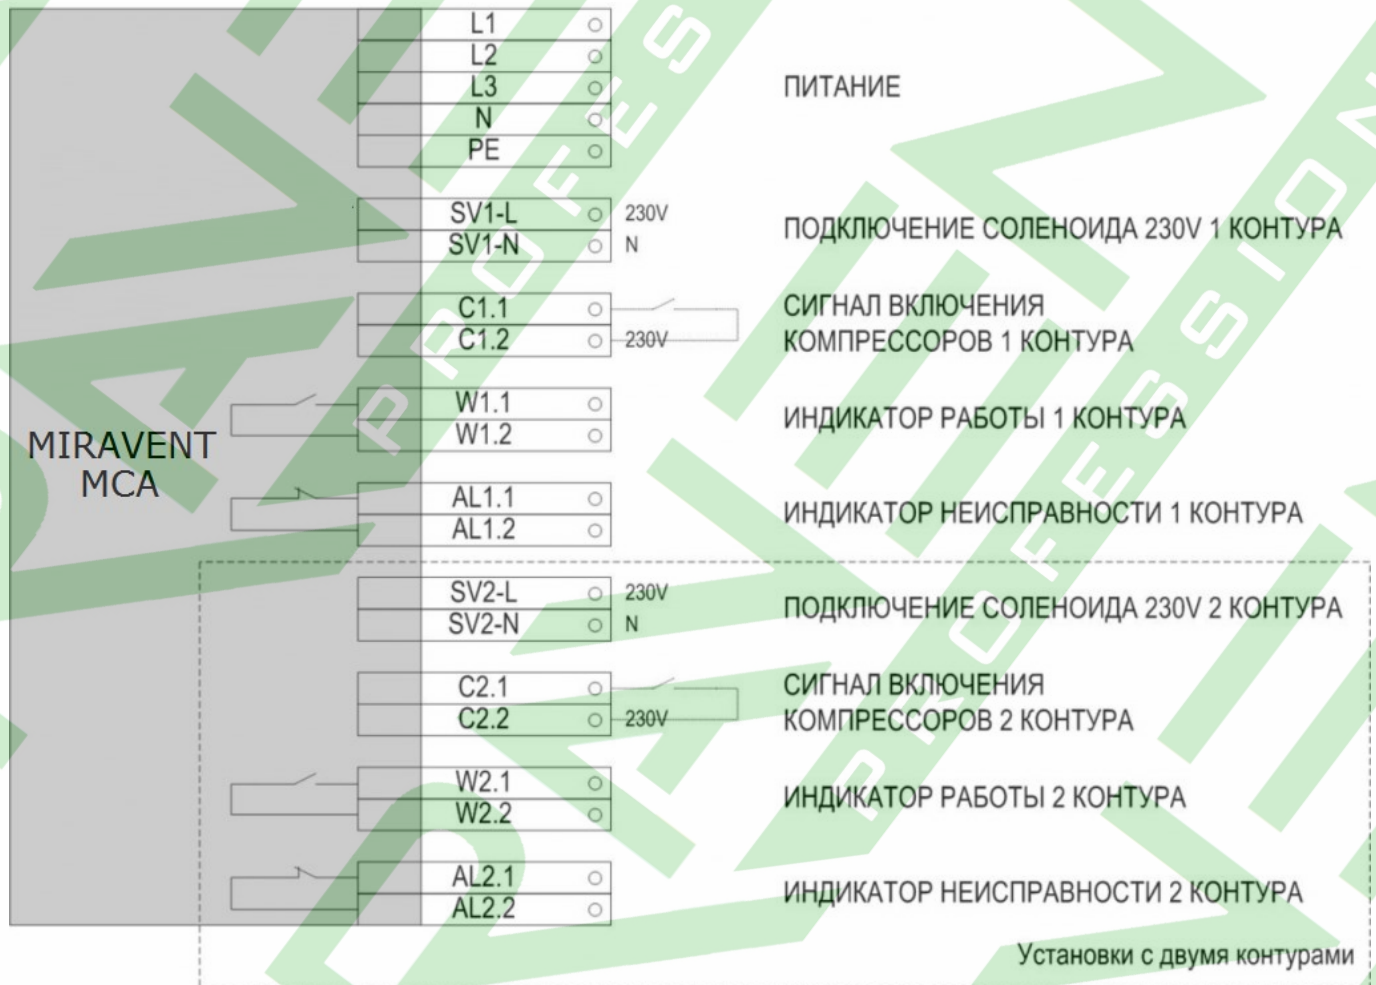 L1
L2
L3
N
PE
ПИТАНИЕ
SV1-L 230V
SV1-N N
ПОДКЛЮЧЕНИЕ СОЛЕНОИДА 230V 1 КОНТУРА
C1.1
C1.2 230V
СИГНАЛ ВКЛЮЧЕНИЯ
КОМПРЕССОРОВ 1 КОНТУРА
W1.1
W1.2
ИНДИКАТОР РАБОТЫ 1 КОНТУРА
MIRAVENT
MCA
AL1.1
AL1.2
ИНДИКАТОР НЕИСПРАВНОСТИ 1 КОНТУРА
SV2-L 230V
SV2-N N
ПОДКЛЮЧЕНИЕ СОЛЕНОИДА 230V 2 КОНТУРА
C2.1
C2.2 230V
СИГНАЛ ВКЛЮЧЕНИЯ
КОМПРЕССОРОВ 2 КОНТУРА
W2.1
W2.2
ИНДИКАТОР РАБОТЫ 2 КОНТУРА
AL2.1
AL2.2
ИНДИКАТОР НЕИСПРАВНОСТИ 2 КОНТУРА
Установки с двумя контурами